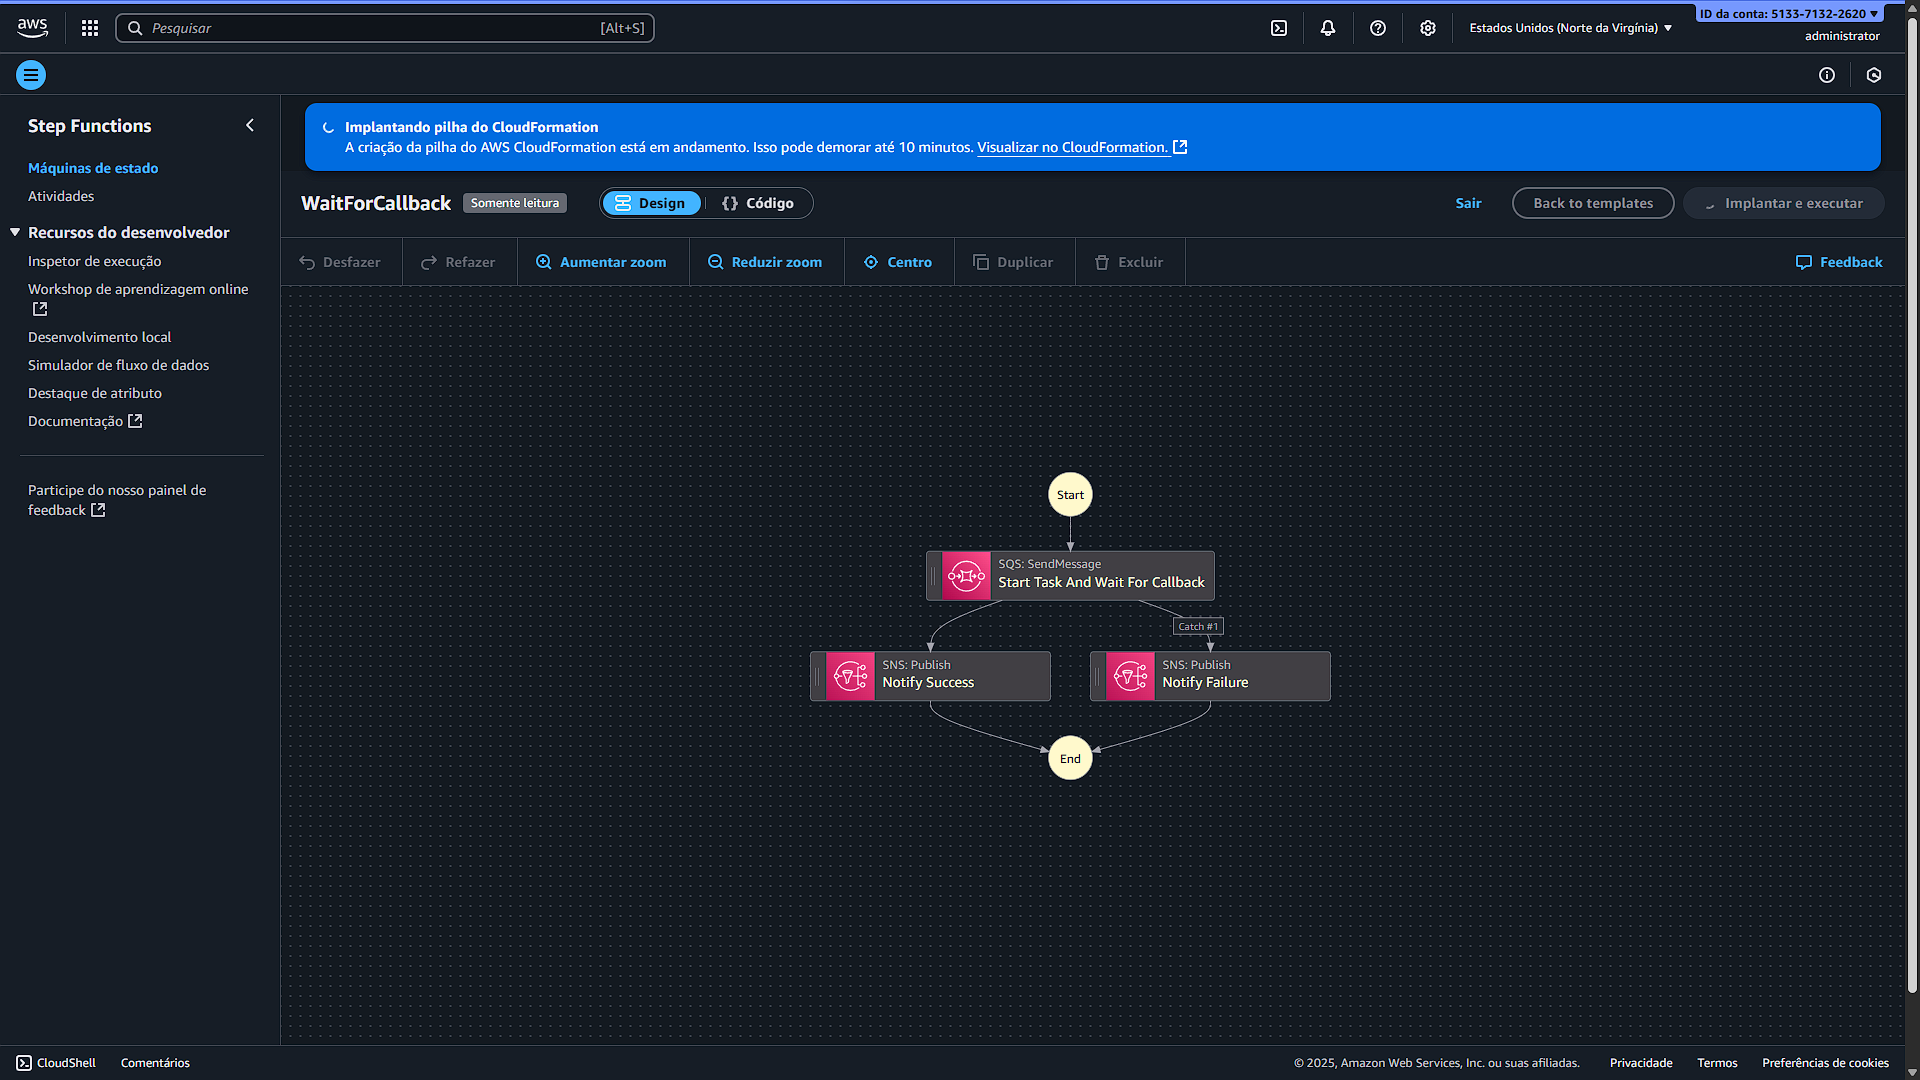 aws
Pesquisar [Alt+S]
Estados Unidos (Norte da Virgínia)
ID da conta: 5133-7132-2620
administrator
Step Functions
Máquinas de estado
Atividades
Recursos do desenvolvedor
Inspetor de execução
Workshop de aprendizagem online
Desenvolvimento local
Simulador de fluxo de dados
Destaque de atributo
Documentação
Participe do nosso painel de
feedback
Implantando pilha do CloudFormation
A criação da pilha do AWS CloudFormation está em andamento. Isso pode demorar até 10 minutos. Visualizar no CloudFormation.
WaitForCallback Somente leitura Design {} Código Sair Back to templates Implantar e executar
Desfazer Refazer Aumentar zoom Reduzir zoom Centro Duplicar Excluir Feedback
Start
SQS: SendMessage
Start Task And Wait For Callback
Catch #1
SNS: Publish
Notify Success
SNS: Publish
Notify Failure
End
CloudShell Comentários © 2025, Amazon Web Services, Inc. ou suas afiliadas. Privacidade Termos Preferências de cookies